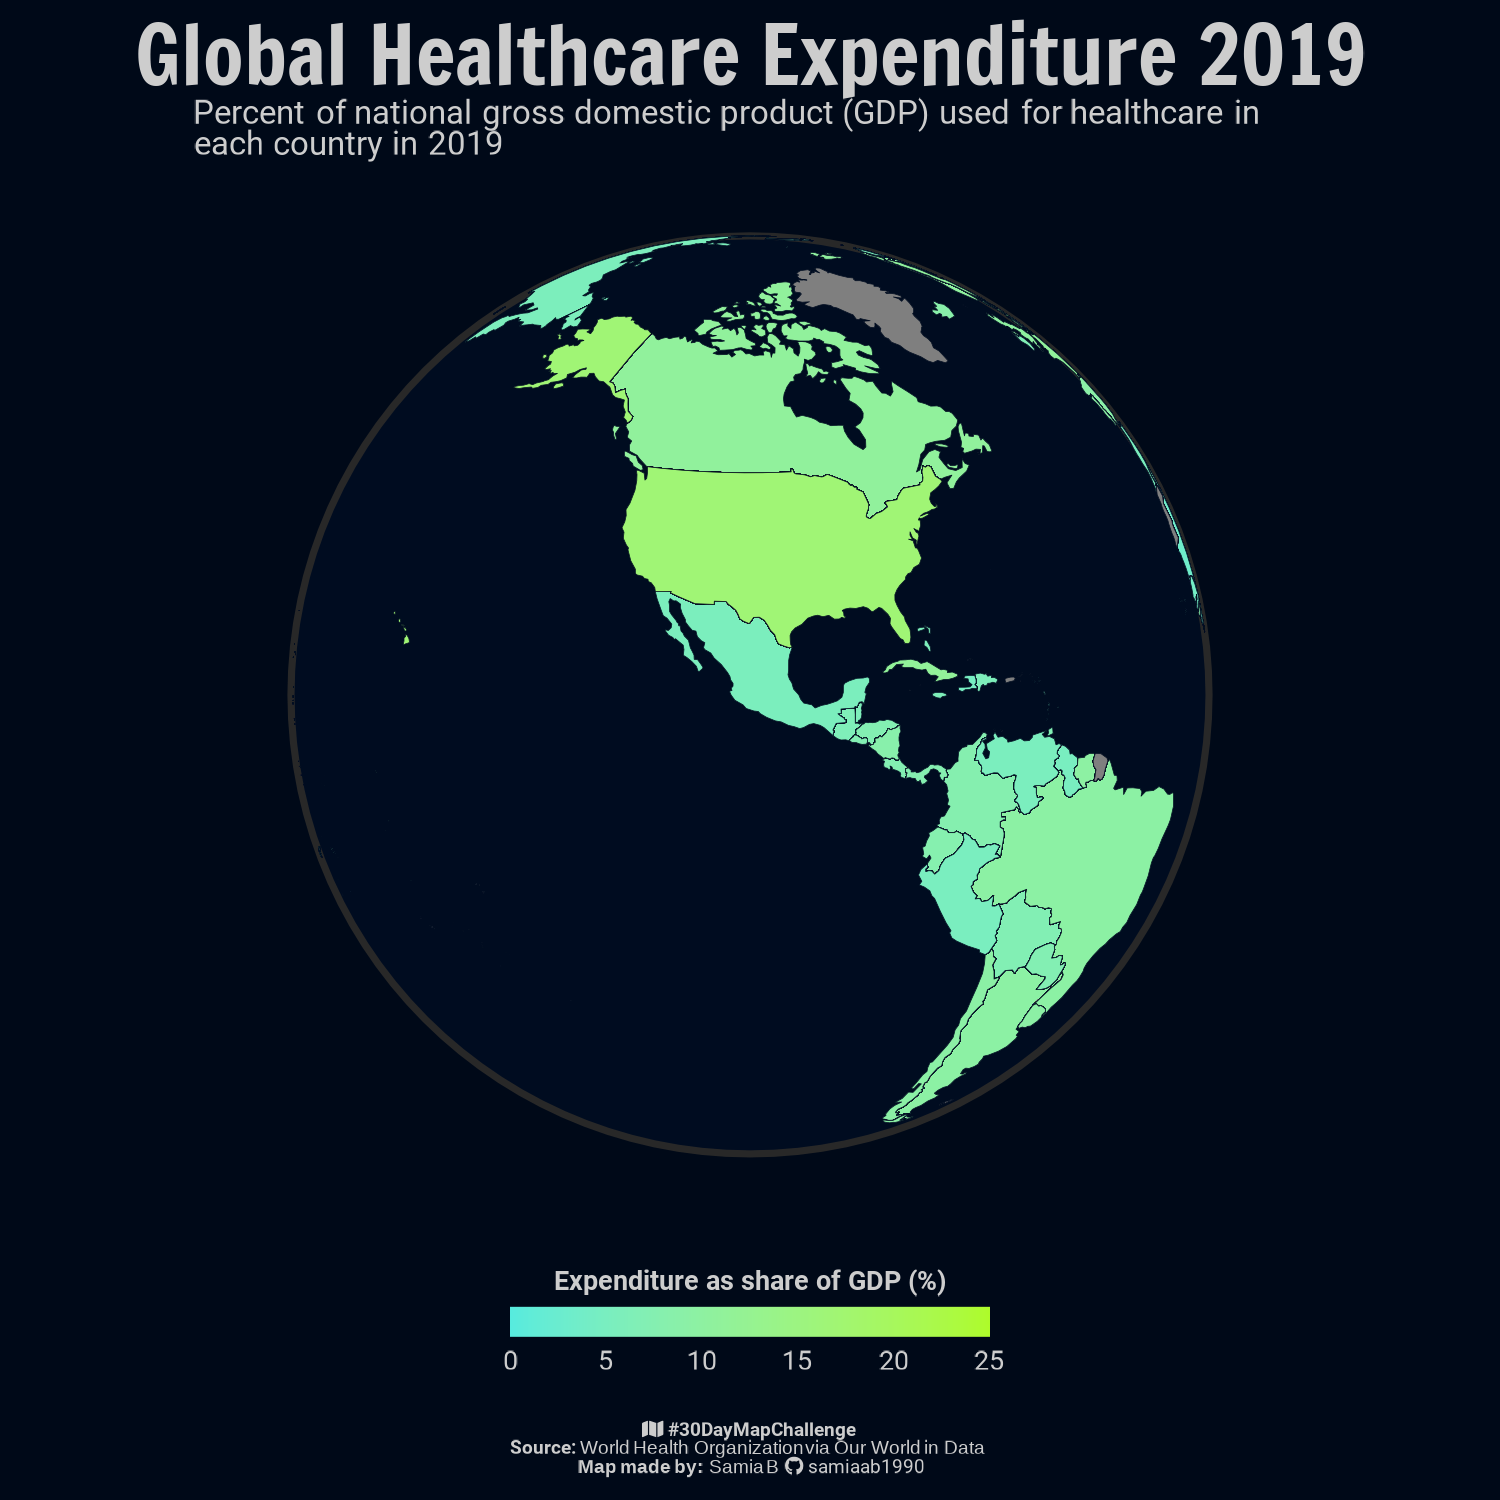 Global Healthcare Expenditure 2019
Percent of national gross domestic product (GDP) used for healthcare in
each country in 2019
Expenditure as share of GDP (%)
0 5 10 15 20 25
#30DayMapChallenge
Source: World Health Organization via Our World in Data
Map made by: Samia B samiaab1990